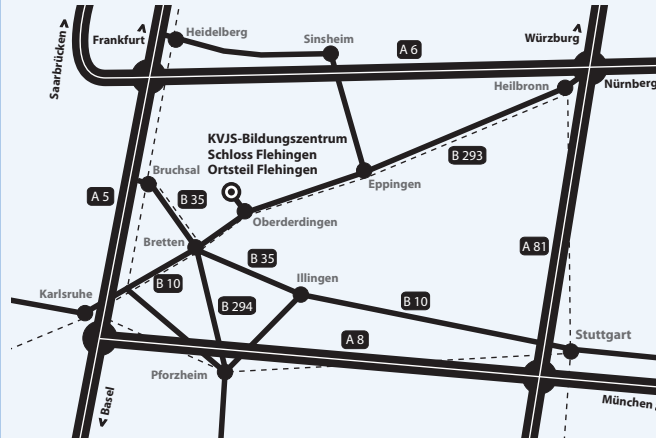 Saarbrücken
Frankfurt
Heidelberg
Sinsheim
A 6
Würzburg
Nürnberg
Heilbronn
KVJS-Bildungszentrum
Schloss Flehingen
Ortsteil Flehingen
B 293
Bruchsal
Eppingen
A 5
B 35
Oberderdingen
Bretten
B 35
A 81
Illingen
B 10
Karlsruhe
B 294
B 10
Stuttgart
A 8
Pforzheim
Basel
München